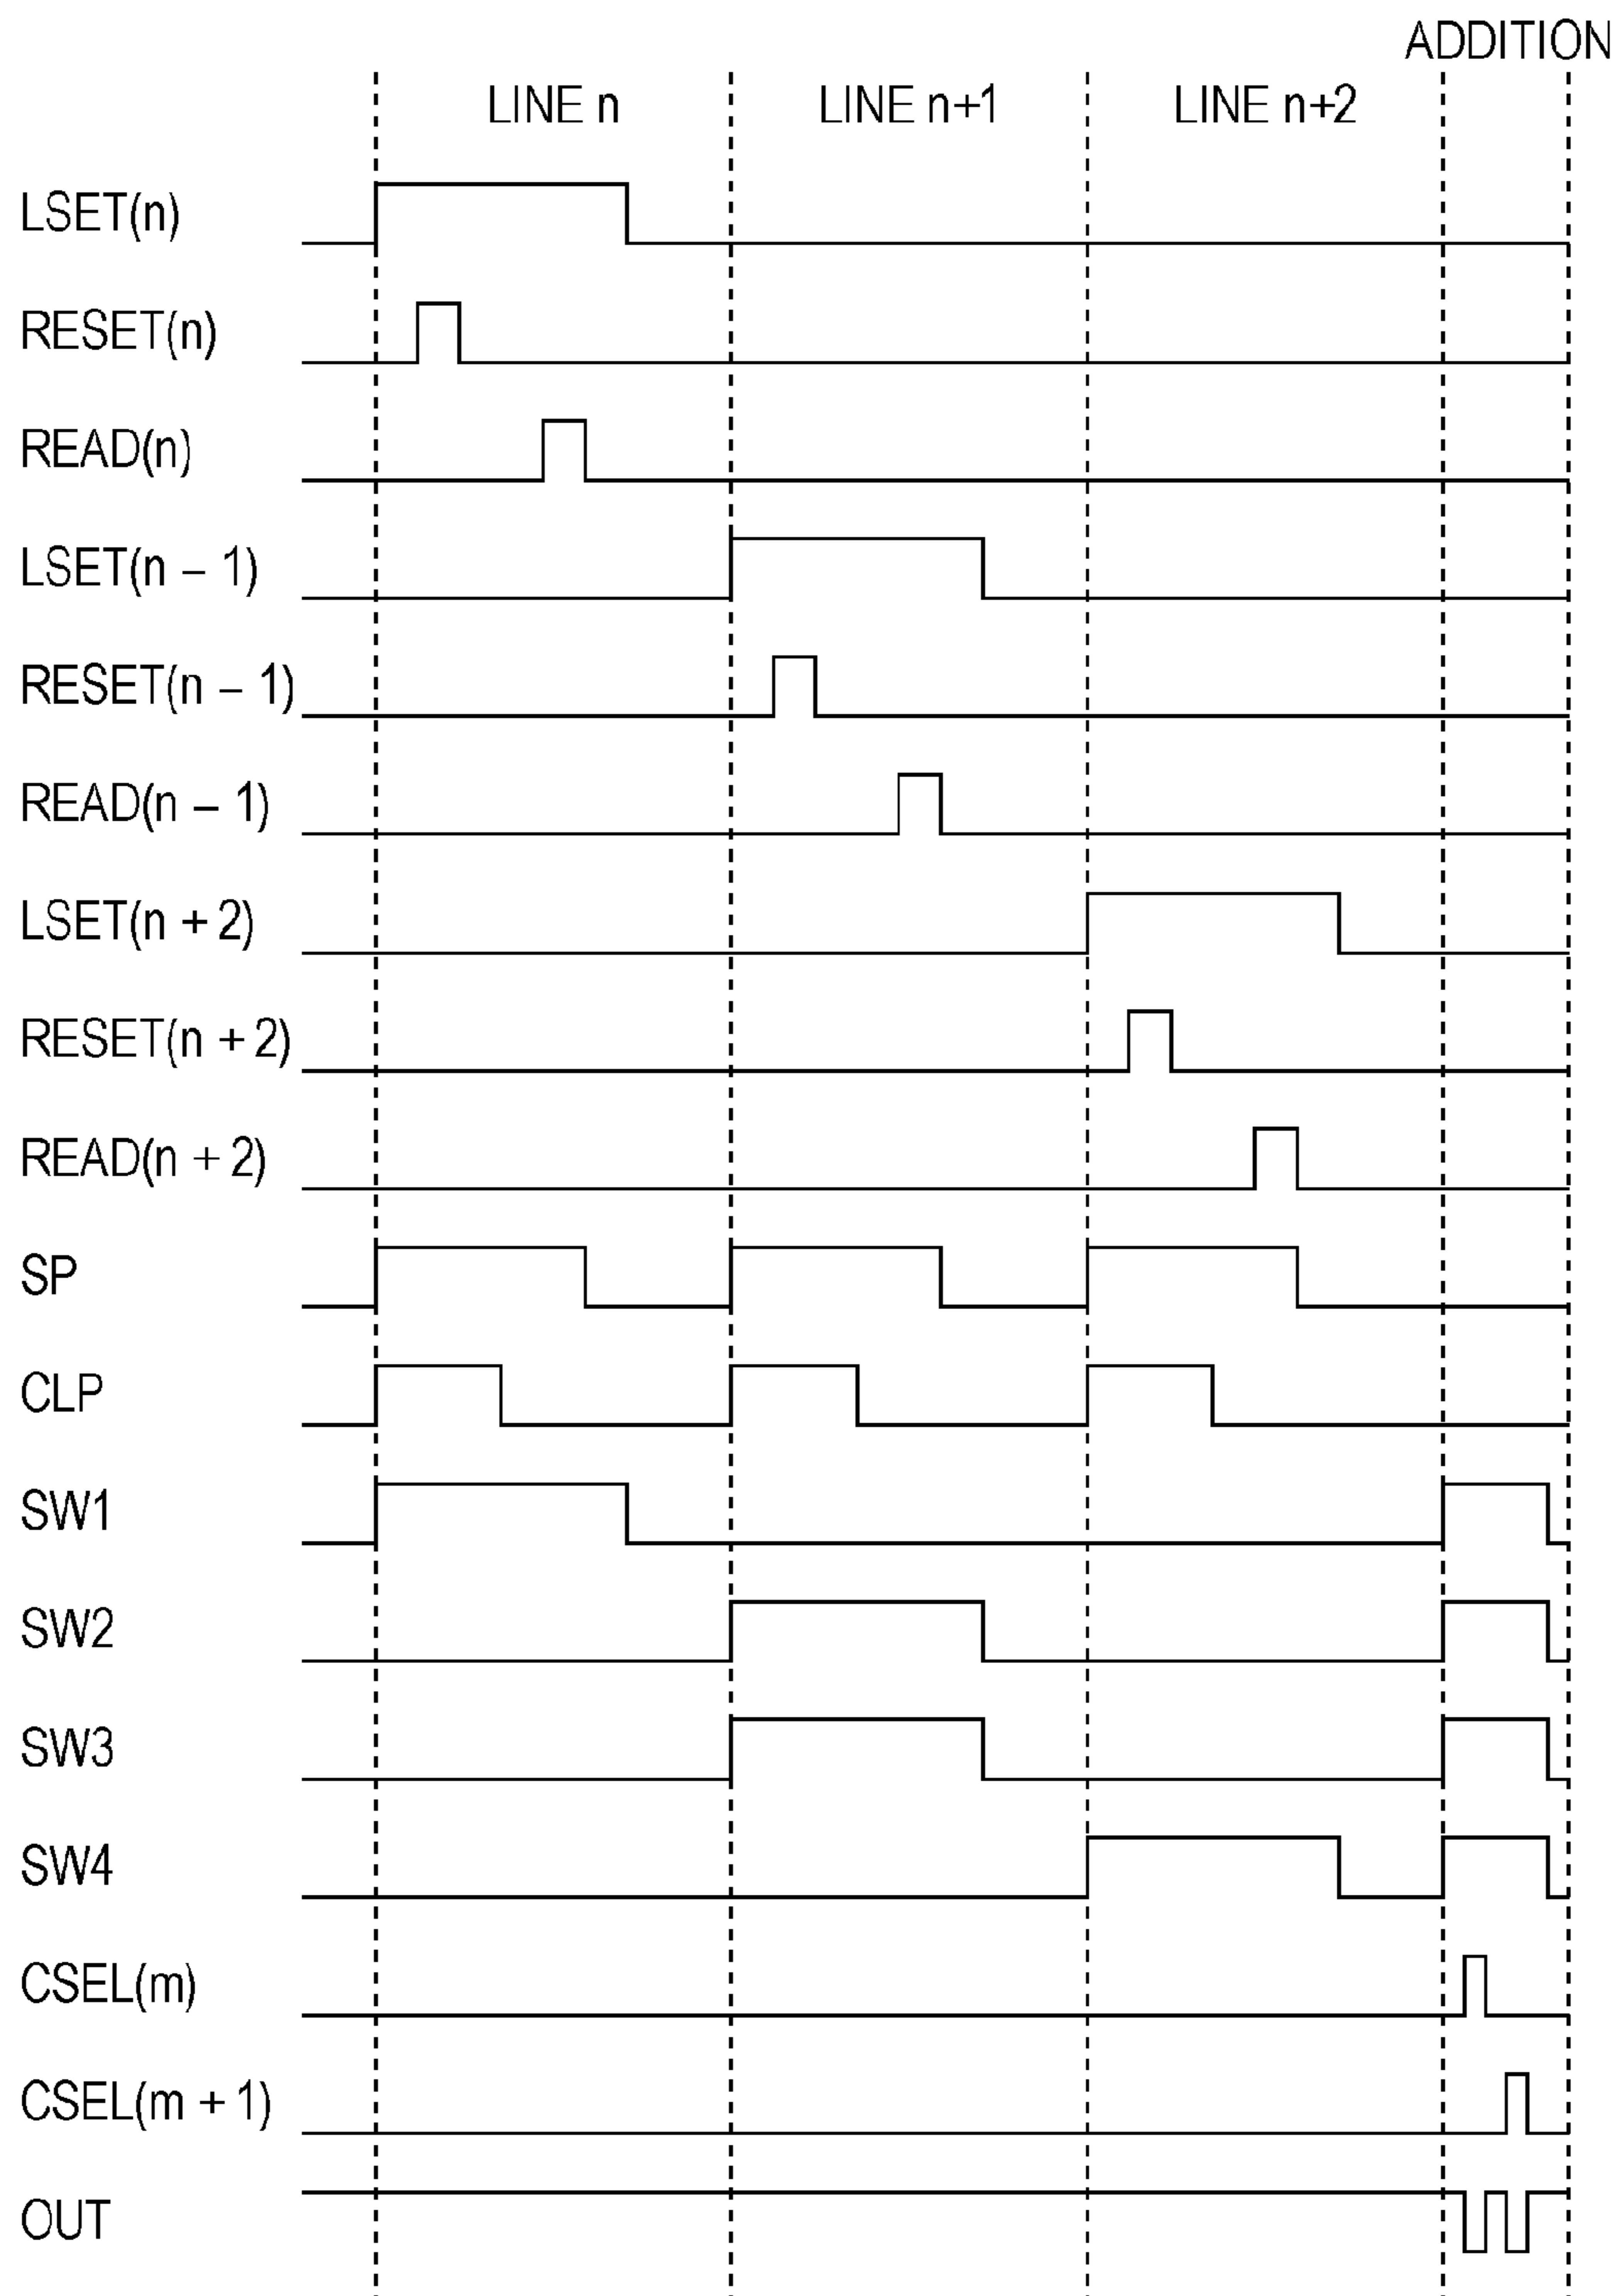 ADDITION
LINE n LINE n+1 LINE n+2
LSET(n)
RESET(n)
READ(n)
LSET(n – 1)
RESET(n – 1)
READ(n – 1)
LSET(n + 2)
RESET(n + 2)
READ(n + 2)
SP
CLP
SW1
SW2
SW3
SW4
CSEL(m)
CSEL(m + 1)
OUT